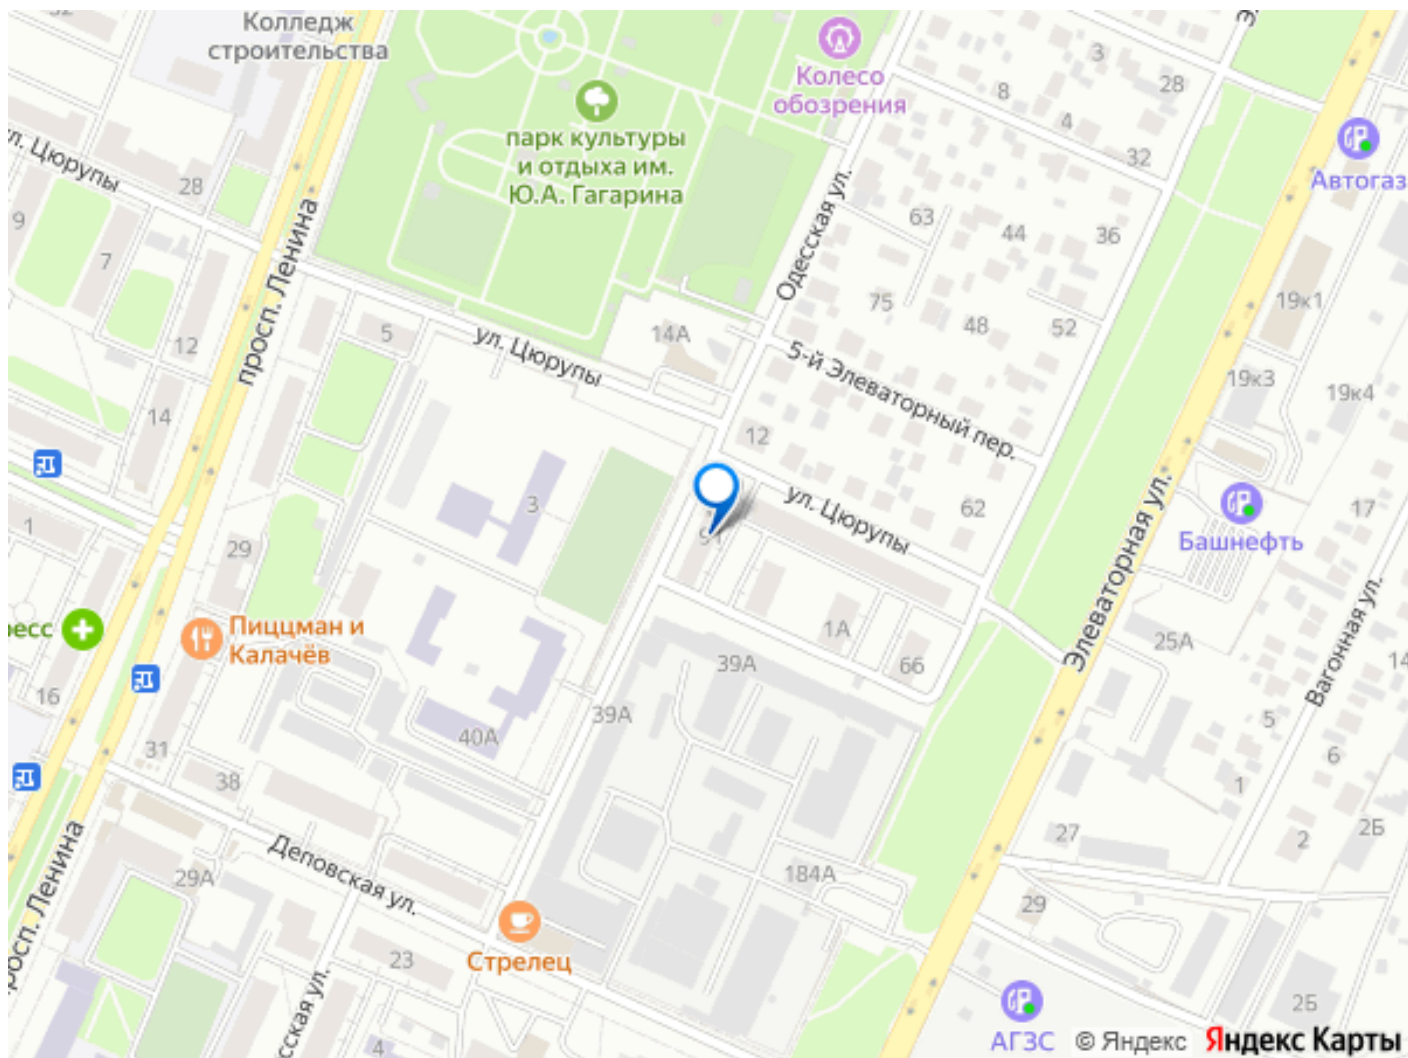 Колледж
строительства
Колесо
обозрения
3
28
8
4
32
парк культуры
и отдыха им.
Ю.А. Гагарина
Автогаз
ул. Цюрупы
28
9
7
просп. Ленина
Одесская ул.
63
44
36
75
48
52
19к1
5
12
14А
ул. Цюрупы
5-й Элеваторный пер.
19к3
19к4
14
12
3
1
29
ул. Цюрупы
62
17
Башнефть
Элеваторная ул.
Пиццман и
Калачёв
1А
66
39А
25А
Вагонная ул.
14
16
39А
40А
31
38
5
6
1
27
2
2Б
Деповская ул.
29А
184А
29
просп. Ленина
Стрелец
23
4
2Б
АГЗС
© Яндекс
Яндекс Карты